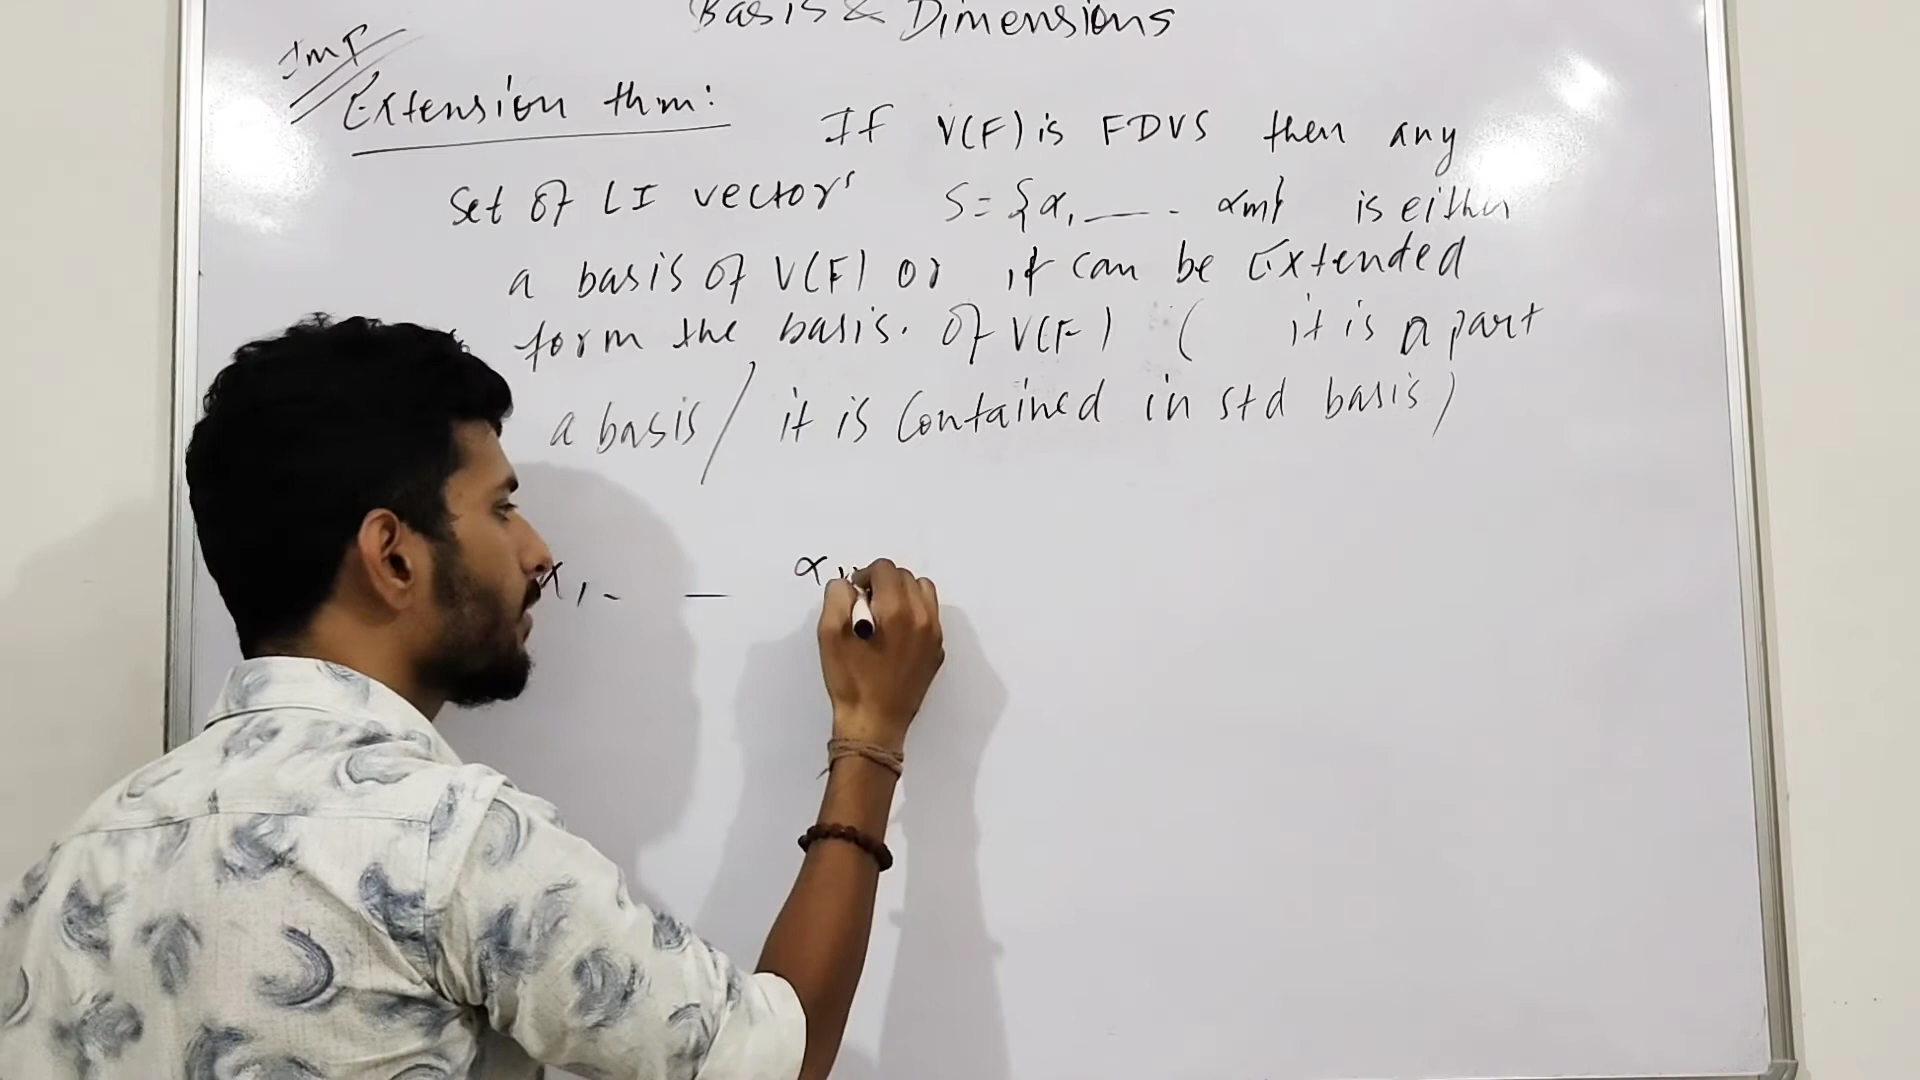 Basis & Dimensions
Imp
Extension thm: If V(F) is FDVS then any
set of LI vectors S={α1, — - αm} is either
a basis of V(F) or it can be Extended
form the basis. of V(F) ( it is a part
a basis/ it is contained in std basis)
α1, - — α